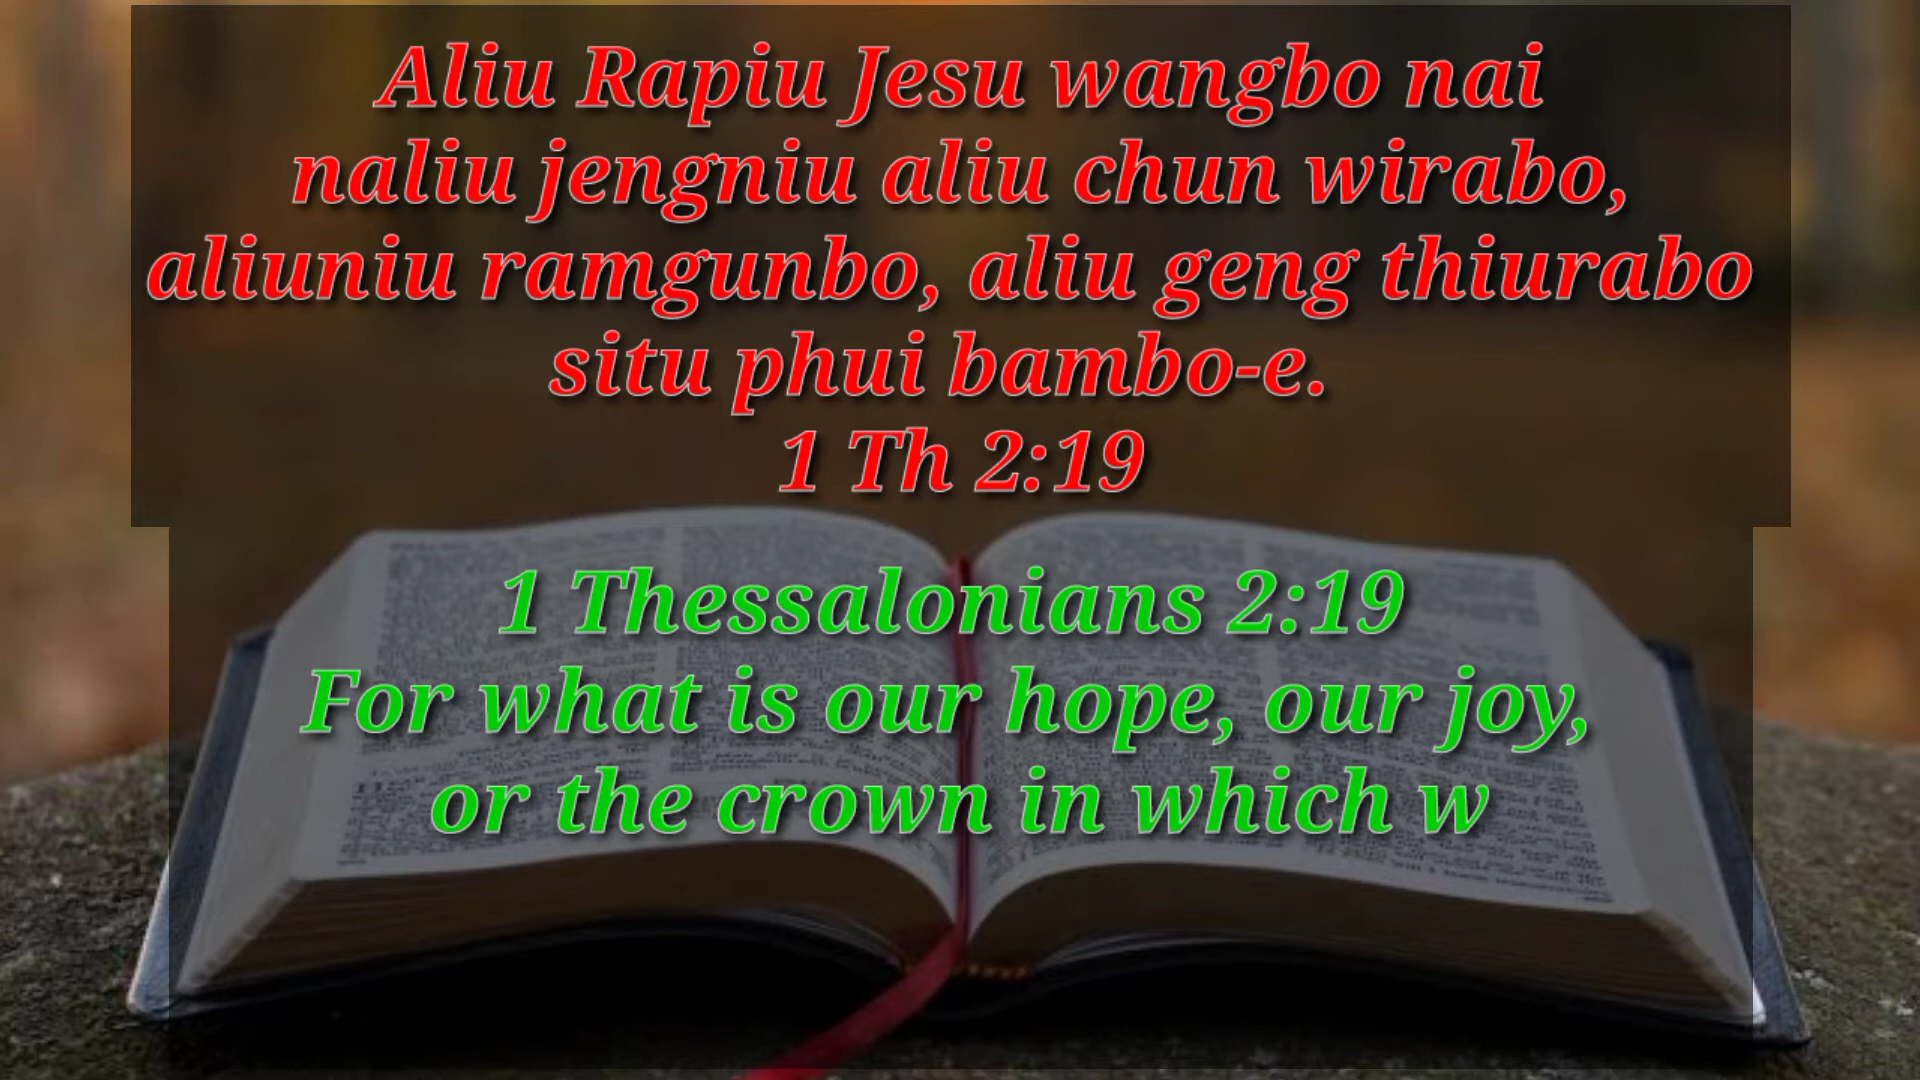 Aliu Rapiu Jesu wangbo nai
naliu jengniu aliu chun wirabo,
aliuniu ramgunbo, aliu geng thiurabo
situ phui bambo-e.
1 Th 2:19
1 Thessalonians 2:19
For what is our hope, our joy,
or the crown in which w